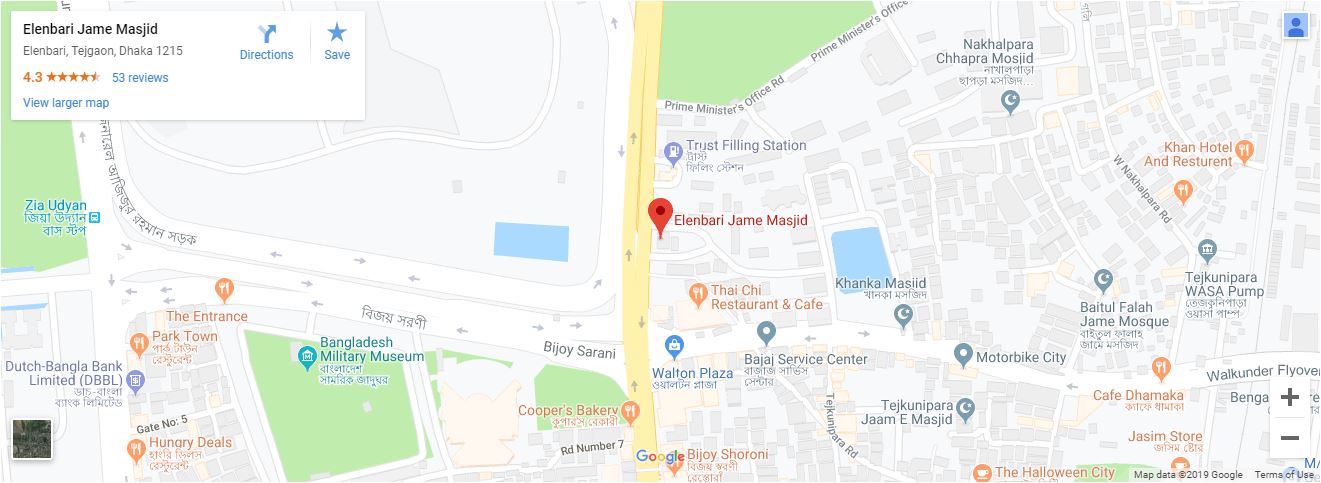 Elenbari Jame Masjid
Elenbari, Tejgaon, Dhaka 1215
4.3
53 reviews
View larger map
Directions
Save
Prime Minister's Office Rd
Prime Minister's Office Rd
Nakhalpara
Chhapra Mosjid
নাখালপাড়া
ছাপড়া মসজিদ...
Trust Filling Station
ট্রাস্ট
ফিলিং স্টেশন
Khan Hotel
And Resturent
W Nakhalpara Rd
Zia Udyan
জিয়া উদ্যান
বাস স্টপ
রহমান সড়ক
Elenbari Jame Masjid
Thai Chi
Restaurant & Cafe
Khanka Masjid
খানকা মসজিদ
Tejkunipara
WASA Pump
তেজকুনিপাড়া
ওয়াসা পাম্প
Baitul Falah
Jame Mosque
বাইতুল ফালাহ
জামে মসজিদ
The Entrance
বিজয় সরণী
Bijoy Sarani
Park Town
পার্ক টাউন
রেস্টুরেন্ট
Bangladesh
Military Museum
বাংলাদেশ
সামরিক জাদুঘর
Dutch-Bangla Bank
Limited (DBBL)
ডাচ-বাংলা
ব্যাংক লিমিটেড
Walton Plaza
ওয়ালটন প্লাজা
Bajaj Service Center
বাজাজ সার্ভিস
সেন্টার
Motorbike City
Walkunder Flyover
Cafe Dhamaka
ক্যাফে ধামাকা
Cooper's Bakery
কুপার'স বেকারী
Tejkunipara Rd
Tejkunipara
Jaam E Masjid
Gate No: 5
Hungry Deals
হাংরি ডিলস
রেস্টুরেন্ট
Rd Number 7
Google
Bijoy Shoroni
বিজয় স্বরণী
রেস্তোরাঁ
Jasim Store
জসিম স্টোর
The Halloween City
Map data ©2019 Google
Terms of Use